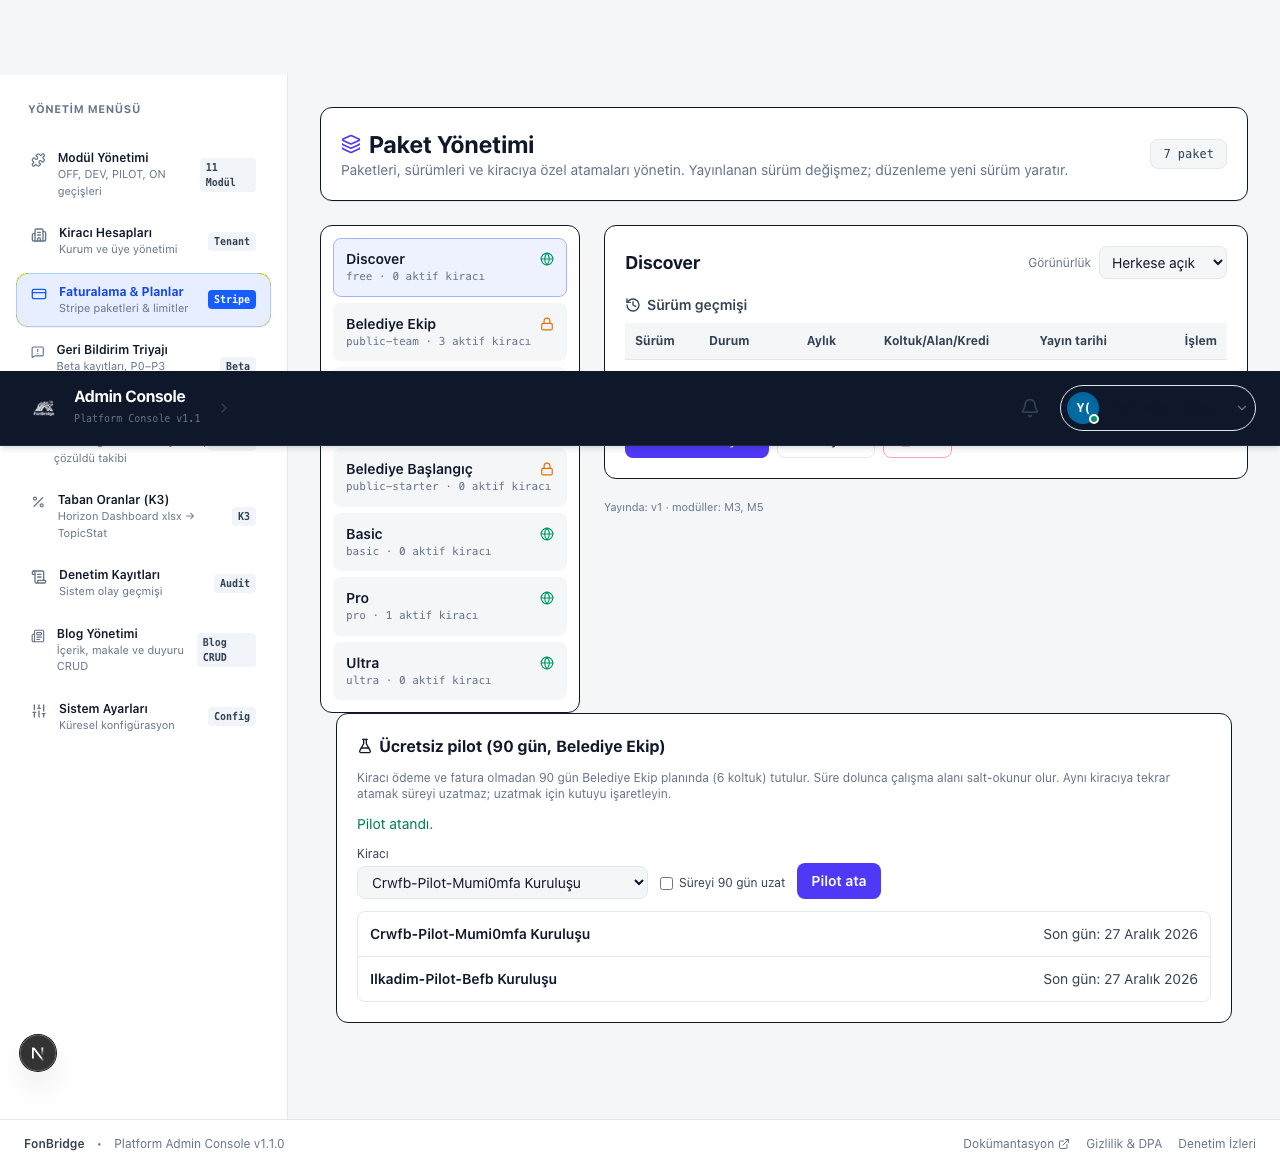 YÖNETİM MENÜSÜ
Modül Yönetimi
OFF, DEV, PILOT, ON
geçişleri
11
Modül
Kiracı Hesapları
Kurum ve üye yönetimi
Tenant
Faturalama & Planlar
Stripe paketleri & limitler
Stripe
Geri Bildirim Triyajı
Beta kayıtları, P0–P3
Beta
Admin Console
Platform Console v1.1
Y(
çözüldü takibi
Taban Oranlar (K3)
Horizon Dashboard xlsx →
TopicStat
K3
Denetim Kayıtları
Sistem olay geçmişi
Audit
Blog Yönetimi
İçerik, makale ve duyuru
CRUD
Blog
CRUD
Sistem Ayarları
Küresel konfigürasyon
Config
Paket Yönetimi
Paketleri, sürümleri ve kiracıya özel atamaları yönetin. Yayınlanan sürüm değişmez; düzenleme yeni sürüm yaratır.
7 paket
Discover
free · 0 aktif kiracı
Belediye Ekip
public-team · 3 aktif kiracı
Belediye Başlangıç
public-starter · 0 aktif kiracı
Basic
basic · 0 aktif kiracı
Pro
pro · 1 aktif kiracı
Ultra
ultra · 0 aktif kiracı
Discover
Görünürlük
Herkese açık
Sürüm geçmişi
Sürüm Durum Aylık Koltuk/Alan/Kredi Yayın tarihi İşlem
Yayında: v1 · modüller: M3, M5
Ücretsiz pilot (90 gün, Belediye Ekip)
Kiracı ödeme ve fatura olmadan 90 gün Belediye Ekip planında (6 koltuk) tutulur. Süre dolunca çalışma alanı salt-okunur olur. Aynı kiracıya tekrar
atamak süreyi uzatmaz; uzatmak için kutuyu işaretleyin.
Pilot atandı.
Kiracı
Crwfb-Pilot-Mumi0mfa Kuruluşu
Süreyi 90 gün uzat
Pilot ata
Crwfb-Pilot-Mumi0mfa Kuruluşu
Son gün: 27 Aralık 2026
Ilkadim-Pilot-Befb Kuruluşu
Son gün: 27 Aralık 2026
N
FonBridge • Platform Admin Console v1.1.0
Dokümantasyon
Gizlilik & DPA
Denetim İzleri